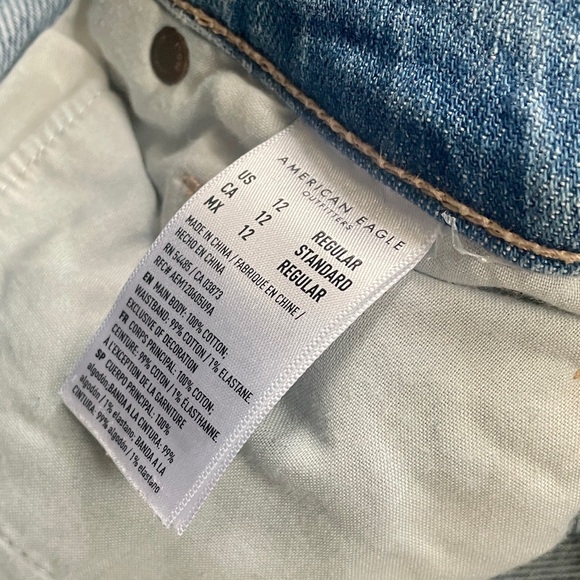 AMERICAN EAGLE
OUTFITTERS
US 12 REGULAR
CA 12 STANDARD
MX 12 REGULAR
MADE IN CHINA / FABRIQUE EN CHINE /
HECHO EN CHINA
RN 54485 / CA 03873
RFC# AEM1206050J9A
EN MAIN BODY: 100% COTTON:
WAISTBAND: 99% COTTON / 1% ELASTANE.
EXCLUSIVE OF DECORATION
FR CORPS PRINCIPAL: 100% COTON:
CEINTURE: 99% COTON / 1% ÉLASTHANNE.
À L'EXCEPTION DE LA GARNITURE
SP CUERPO PRINCIPAL: 100%
algodón;BANDA A LA CINTURA: 99%
algodón / 1% elastano; BANDA A LA
CINTURA: 99% algodón / 1% elastano